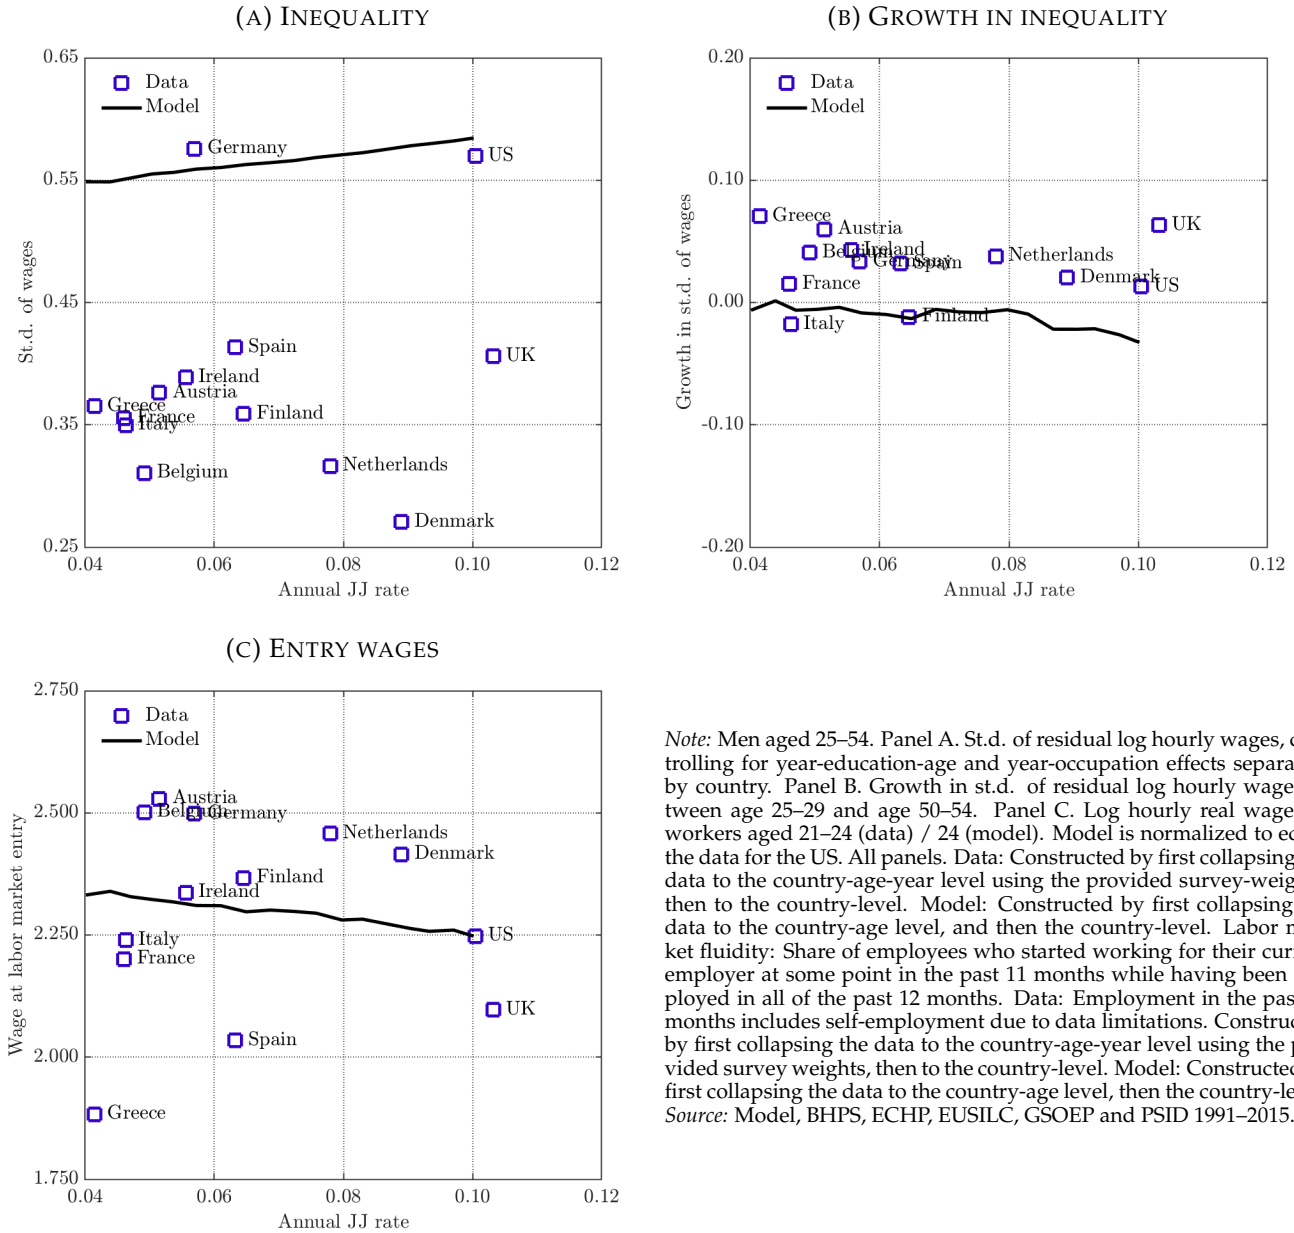 (A) INEQUALITY
0.65
0.55
0.45
0.35
0.25
St.d. of wages
Data
Model
Germany
US
Spain
UK
Ireland
Austria
Greece
France
Italy
Finland
Belgium
Netherlands
Denmark
0.04 0.06 0.08 0.10 0.12
Annual JJ rate
(B) GROWTH IN INEQUALITY
0.20
0.10
0.00
-0.10
-0.20
Growth in st.d. of wages
Data
Model
Greece
Austria
UK
Belgium
Ireland
Germany
Spain
Netherlands
Denmark
US
France
Italy
Finland
0.04 0.06 0.08 0.10 0.12
Annual JJ rate
(C) ENTRY WAGES
2.750
2.500
2.250
2.000
1.750
Wage at labor market entry
Data
Model
Austria
Belgium
Germany
Netherlands
Denmark
Finland
Ireland
Italy
US
France
UK
Spain
Greece
0.04 0.06 0.08 0.10 0.12
Annual JJ rate
Note: Men aged 25–54. Panel A. St.d. of residual log hourly wages,
trolling for year-education-age and year-occupation effects
by country. Panel B. Growth in st.d. of residual log hourly wage
tween age 25–29 and age 50–54. Panel C. Log hourly real wage
workers aged 21–24 (data) / 24 (model). Model is normalized to
the data for the US. All panels. Data: Constructed by first collapsing
data to the country-age-year level using the provided
then to the country-level. Model: Constructed by first collapsing
data to the country-age level, and then the country-level. Labor
ket fluidity: Share of employees who started working for their
employer at some point in the past 11 months while having been
ployed in all of the past 12 months. Data: Employment in the
months includes self-employment due to data limitations.
by first collapsing the data to the country-age-year level using the
vided survey weights, then to the country-level. Model: Constructed
first collapsing the data to the country-age level, then the
Source: Model, BHPS, ECHP, EUSILC, GSOEP and PSID 1991–2015.